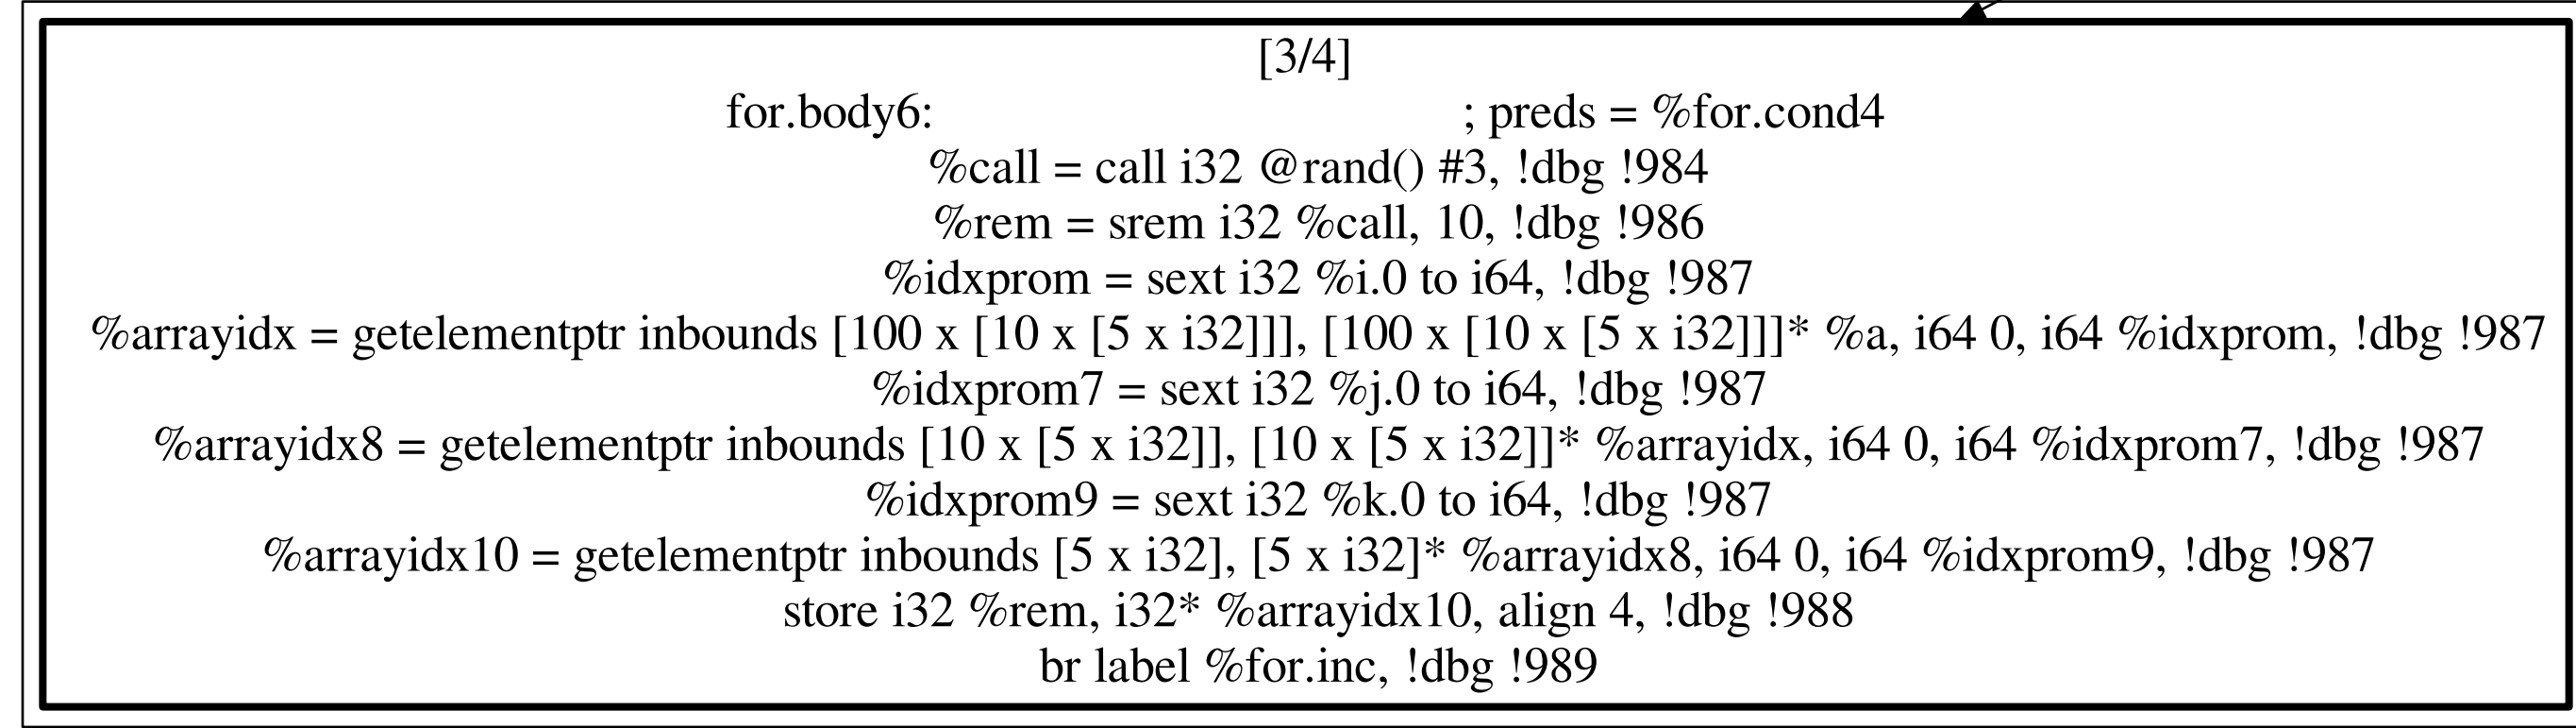 [3/4]
for.body6: ; preds = %for.cond4
%call = call i32 @rand() #3, !dbg !984
%rem = srem i32 %call, 10, !dbg !986
%idxprom = sext i32 %i.0 to i64, !dbg !987
%arrayidx = getelementptr inbounds [100 x [10 x [5 x i32]]], [100 x [10 x [5 x i32]]]* %a, i64 0, i64 %idxprom, !dbg !987
%idxprom7 = sext i32 %j.0 to i64, !dbg !987
%arrayidx8 = getelementptr inbounds [10 x [5 x i32]], [10 x [5 x i32]]* %arrayidx, i64 0, i64 %idxprom7, !dbg !987
%idxprom9 = sext i32 %k.0 to i64, !dbg !987
%arrayidx10 = getelementptr inbounds [5 x i32], [5 x i32]* %arrayidx8, i64 0, i64 %idxprom9, !dbg !987
store i32 %rem, i32* %arrayidx10, align 4, !dbg !988
br label %for.inc, !dbg !989